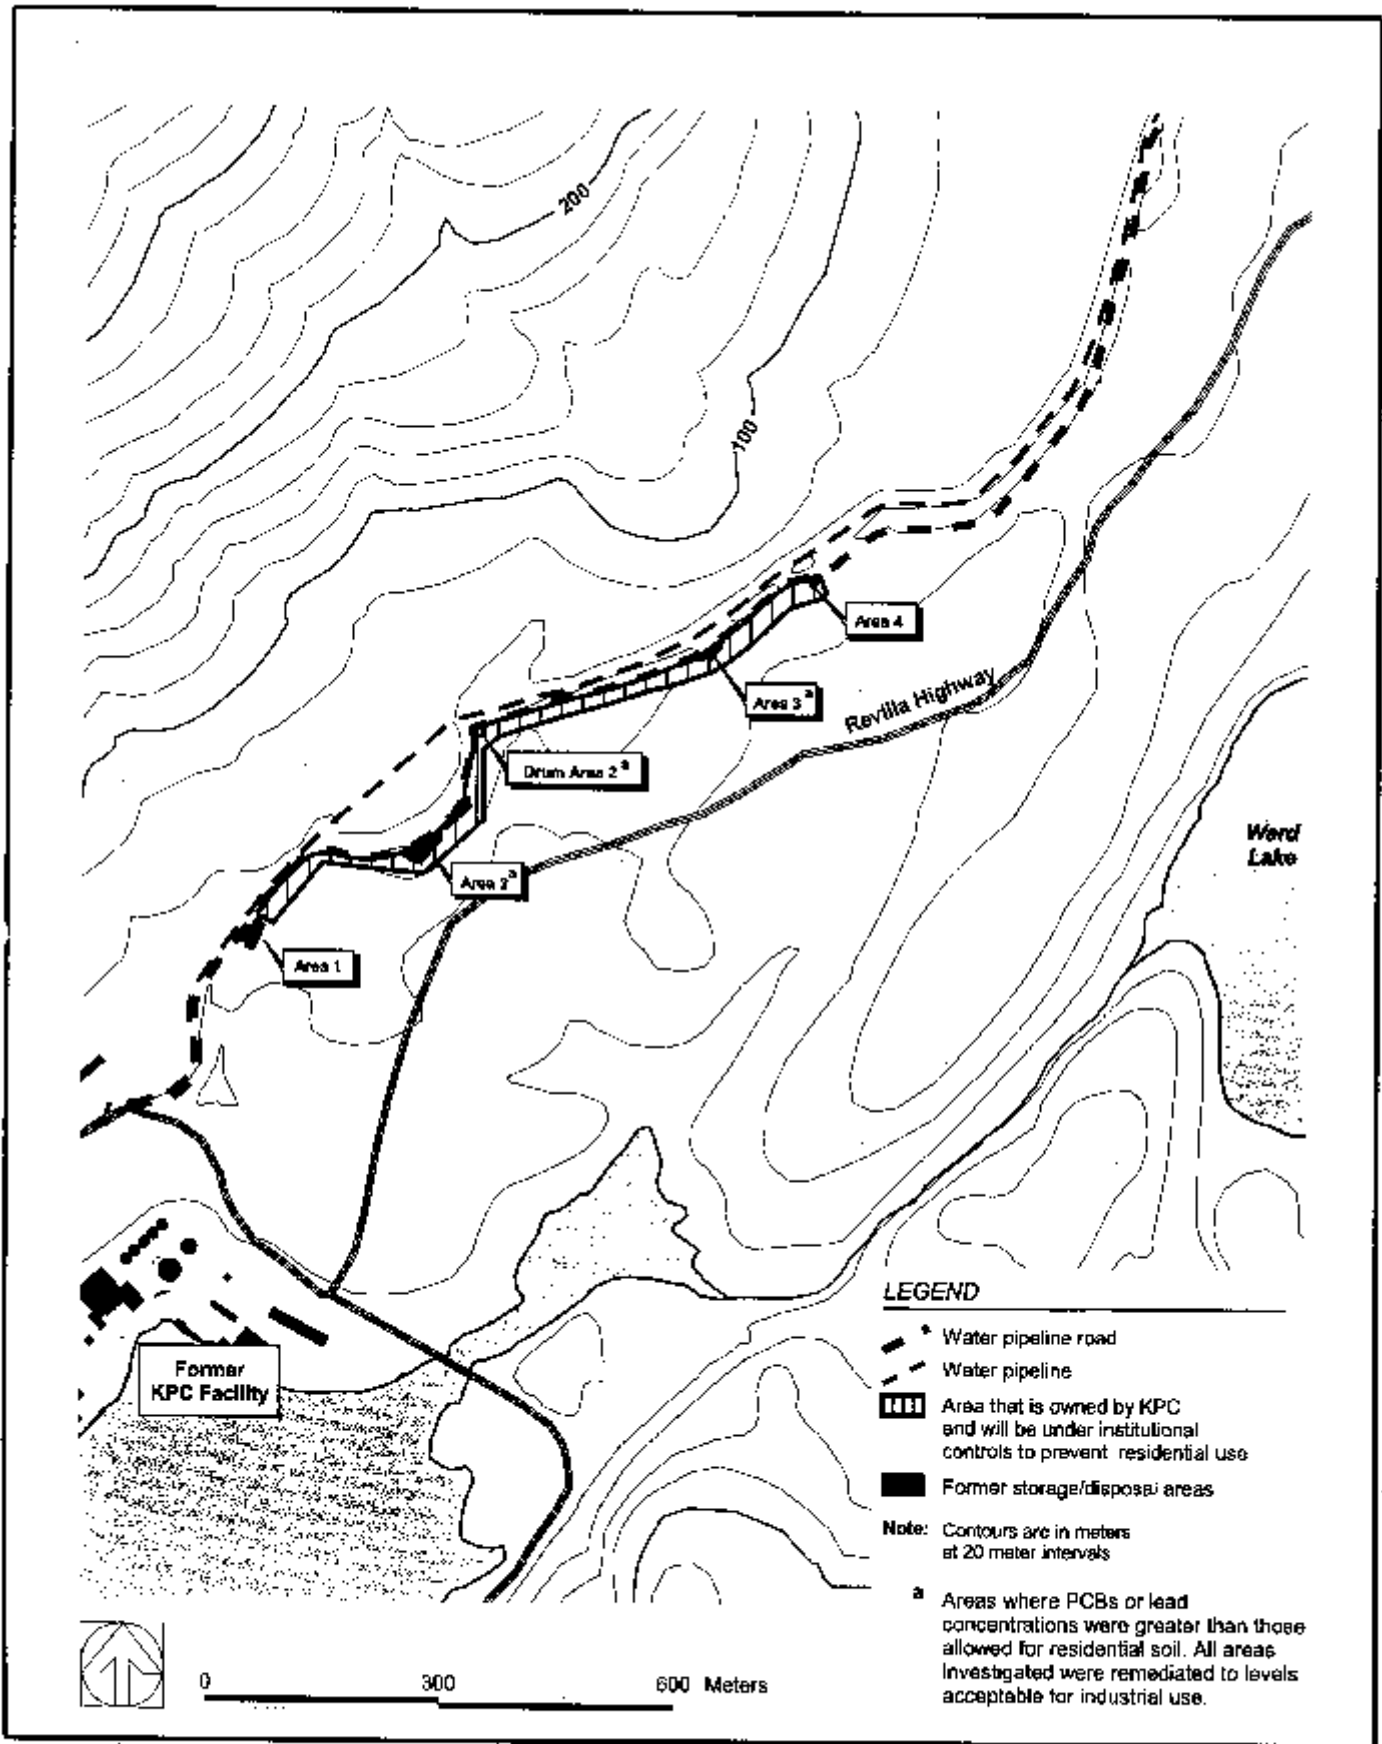 200
100
Area 4
Area 3 a
Revilla Highway
Drum Area 2 a
Ward
Lake
Area 2 a
Area 1
Former
KPC Facility
LEGEND
Water pipeline road
Water pipeline
Area that is owned by KPC
and will be under institutional
controls to prevent residential use
Former storage/disposal areas
Note: Contours are in meters
at 20 meter intervals
a Areas where PCBs or lead
concentrations were greater than those
allowed for residential soil. All areas
investigated were remediated to levels
acceptable for industrial use.
0 300 600 Meters